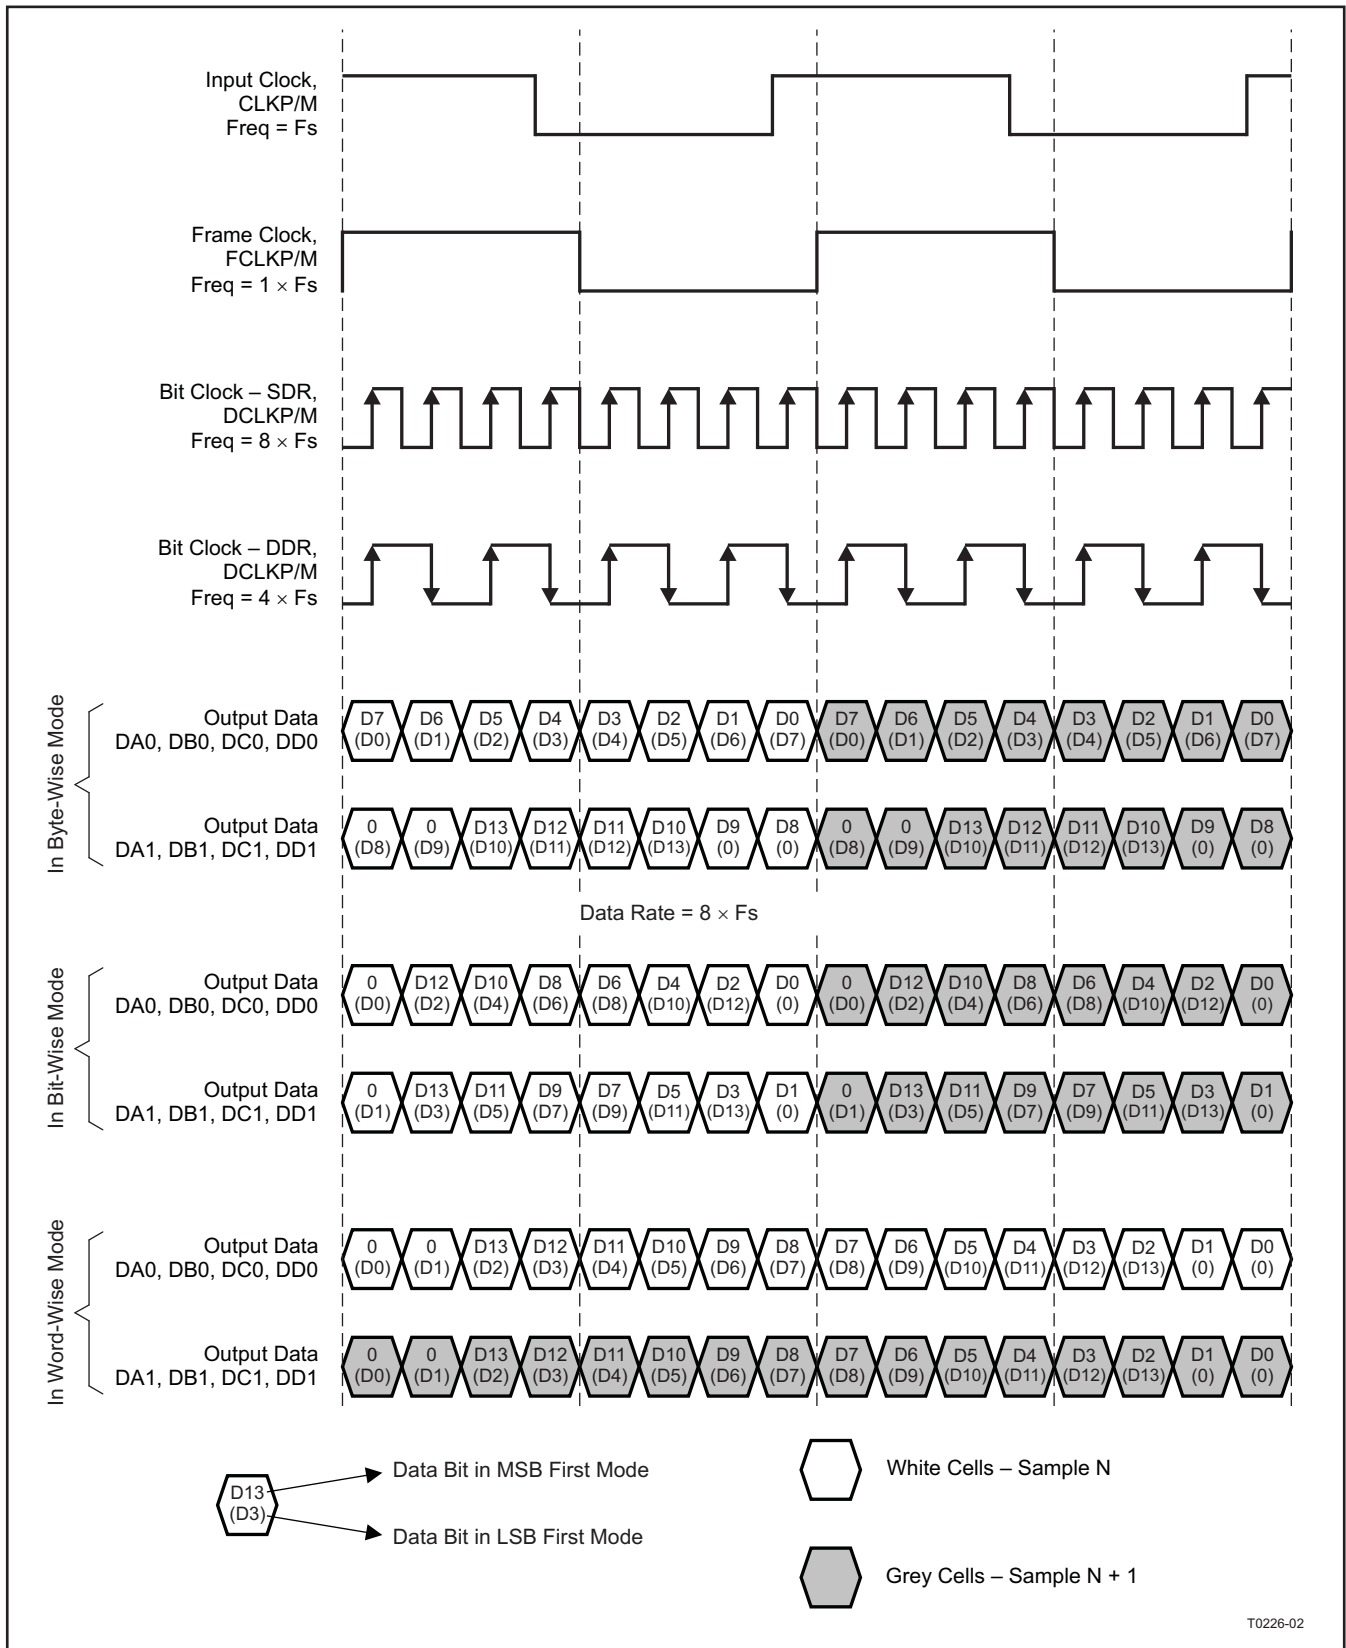 Input Clock,
CLKP/M
Freq = Fs
Frame Clock,
FCLKP/M
Freq = 1 × Fs
Bit Clock – SDR,
DCLKP/M
Freq = 8 × Fs
Bit Clock – DDR,
DCLKP/M
Freq = 4 × Fs
In Byte-Wise Mode
Output Data
DA0, DB0, DC0, DD0
D7 D6 D5 D4 D3 D2 D1 D0 D7 D6 D5 D4 D3 D2 D1 D0
(D0) (D1) (D2) (D3) (D4) (D5) (D6) (D7) (D0) (D1) (D2) (D3) (D4) (D5) (D6) (D7)
Output Data
DA1, DB1, DC1, DD1
0 0 D13 D12 D11 D10 D9 D8 0 0 D13 D12 D11 D10 D9 D8
(D8) (D9) (D10) (D11) (D12) (D13) (0) (0) (D8) (D9) (D10) (D11) (D12) (D13) (0) (0)
Data Rate = 8 × Fs
In Bit-Wise Mode
Output Data
DA0, DB0, DC0, DD0
0 D12 D10 D8 D6 D4 D2 D0 0 D12 D10 D8 D6 D4 D2 D0
(D0) (D2) (D4) (D6) (D8) (D10) (D12) (0) (D0) (D2) (D4) (D6) (D8) (D10) (D12) (0)
Output Data
DA1, DB1, DC1, DD1
0 D13 D11 D9 D7 D5 D3 D1 0 D13 D11 D9 D7 D5 D3 D1
(D1) (D3) (D5) (D7) (D9) (D11) (D13) (0) (D1) (D3) (D5) (D7) (D9) (D11) (D13) (0)
In Word-Wise Mode
Output Data
DA0, DB0, DC0, DD0
0 0 D13 D12 D11 D10 D9 D8 D7 D6 D5 D4 D3 D2 D1 D0
(D0) (D1) (D2) (D3) (D4) (D5) (D6) (D7) (D8) (D9) (D10) (D11) (D12) (D13) (0) (0)
Output Data
DA1, DB1, DC1, DD1
0 0 D13 D12 D11 D10 D9 D8 D7 D6 D5 D4 D3 D2 D1 D0
(D0) (D1) (D2) (D3) (D4) (D5) (D6) (D7) (D8) (D9) (D10) (D11) (D12) (D13) (0) (0)
D13
(D3)
Data Bit in MSB First Mode
Data Bit in LSB First Mode
White Cells – Sample N
Grey Cells – Sample N + 1
T0226-02